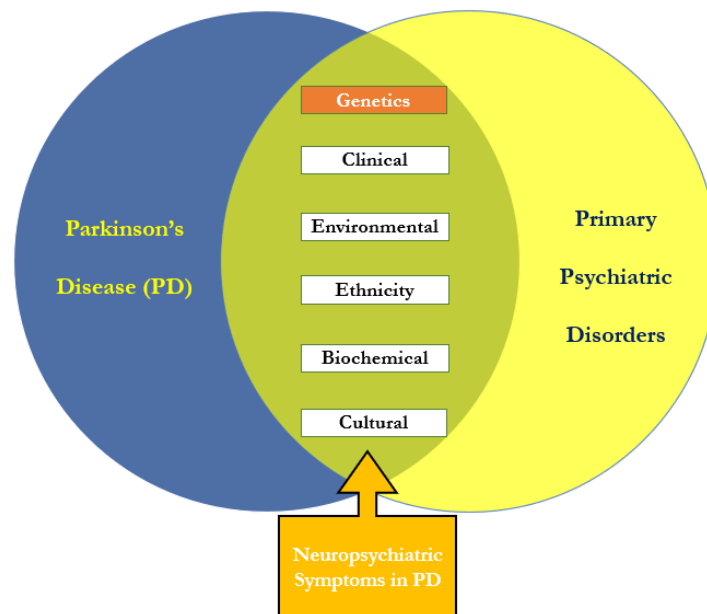 Genetics
Clinical
Parkinson's
Disease (PD)
Environmental
Ethnicity
Biochemical
Cultural
Primary
Psychiatric
Disorders
Neuropsychiatric
Symptoms in PD